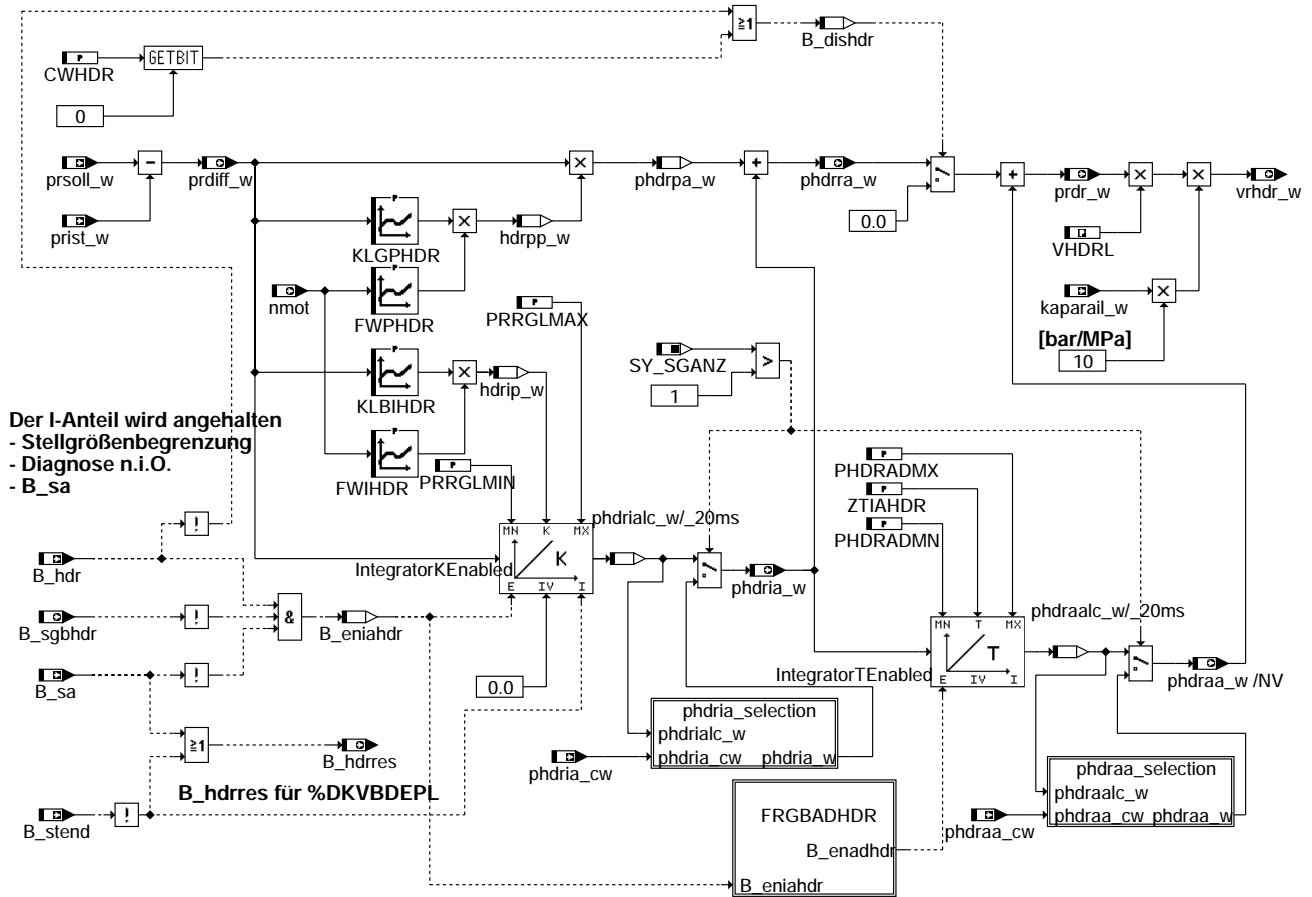 ≧1
B_dishdr
P
CWHDR
GETBIT
0
prsoll_w
−
prdiff_w
×
phdrpa_w
+
phdrra_w
+
prdr_w
×
×
vrhdr_w
prist_w
0.0
P
KLGPHDR
×
hdrpp_w
P
VHDRL
nmot
P
FWPHDR
P
PRRGLMAX
kaparail_w
×
[bar/MPa]
10
SY_SGANZ
>
1
P
KLBIHDR
×
hdrip_w
Der I-Anteil wird angehalten
- Stellgrößenbegrenzung
- Diagnose n.i.O.
- B_sa
P
FWIHDR
P
PRRGLMIN
P
PHDRADMX
P
ZTIAHDR
P
PHDRADMN
!
B_hdr
MN K MX
K
E IV I
IntegratorKEnabled
phdrialc_w/_20ms
phdria_w
B_sgbhdr
!
&
B_eniahdr
B_sa
!
0.0
MN T MX
T
E IV I
IntegratorTEnabled
phdraalc_w/_20ms
phdraa_w /NV
≧1
B_hdrres
B_hdrres für %DKVBDEPL
B_stend
!
phdria_selection
phdrialc_w
phdria_cw phdria_w
phdria_cw
phdraa_selection
phdraalc_w
phdraa_cw phdraa_w
phdraa_cw
FRGBADHDR
B_enadhdr
B_eniahdr